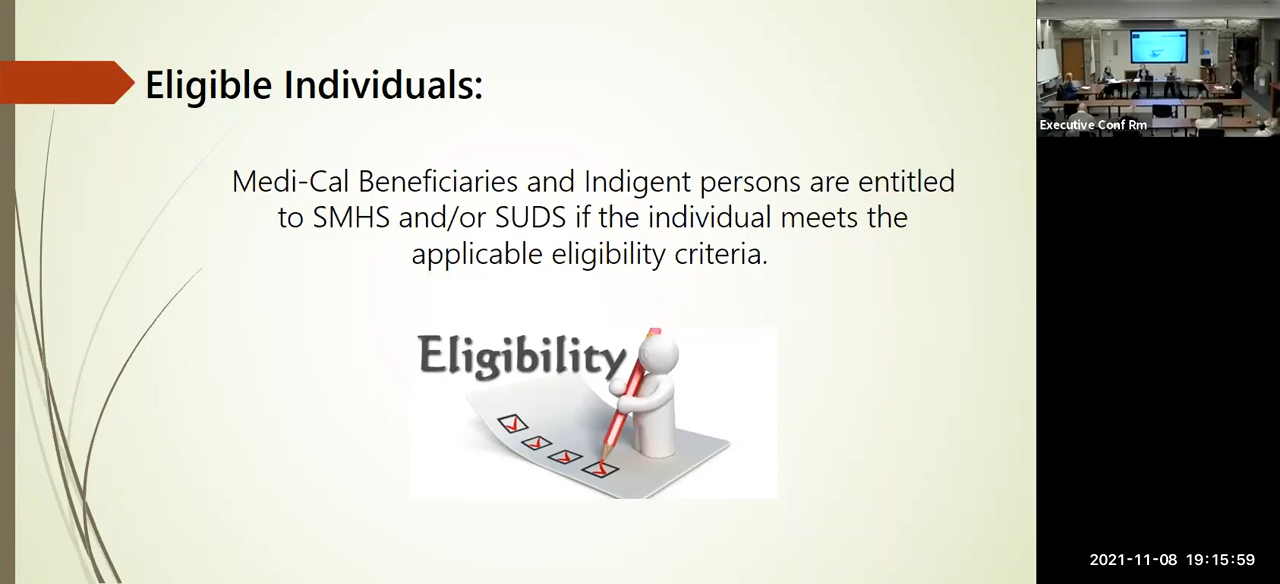 Eligible Individuals:
Medi-Cal Beneficiaries and Indigent persons are entitled
to SMHS and/or SUDS if the individual meets the
applicable eligibility criteria.
Eligibility
Executive Conf Rm
2021-11-08 19:15:59